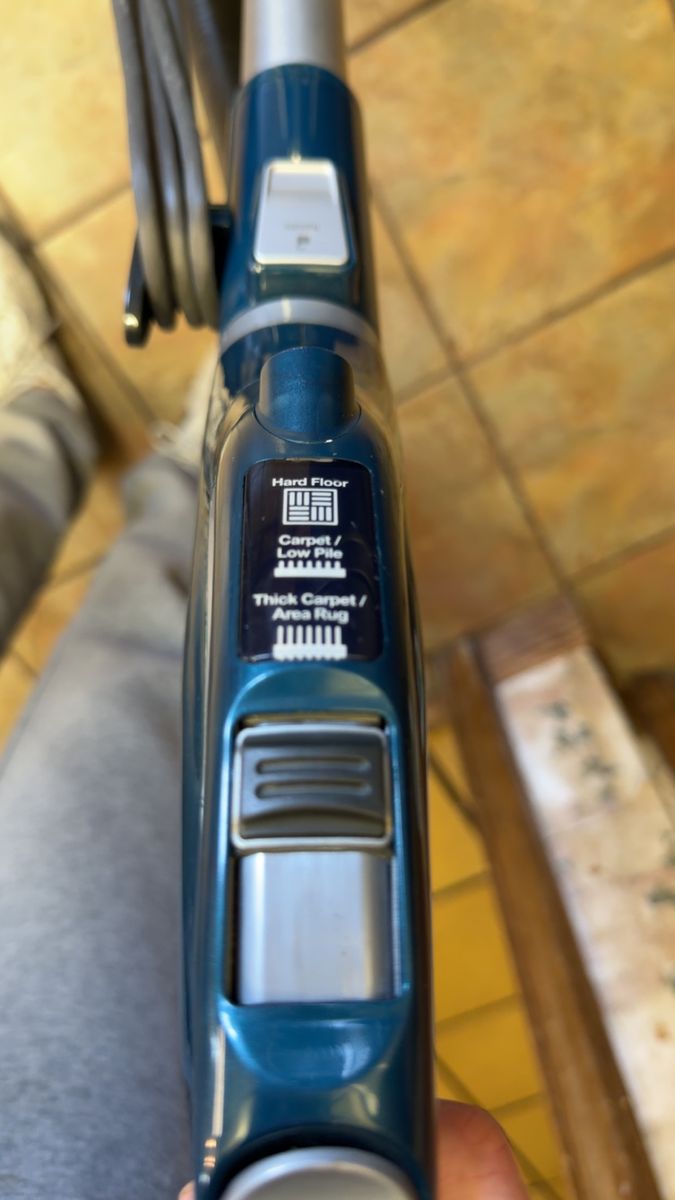 Hard Floor
Carpet /
Low Pile
Thick Carpet /
Area Rug